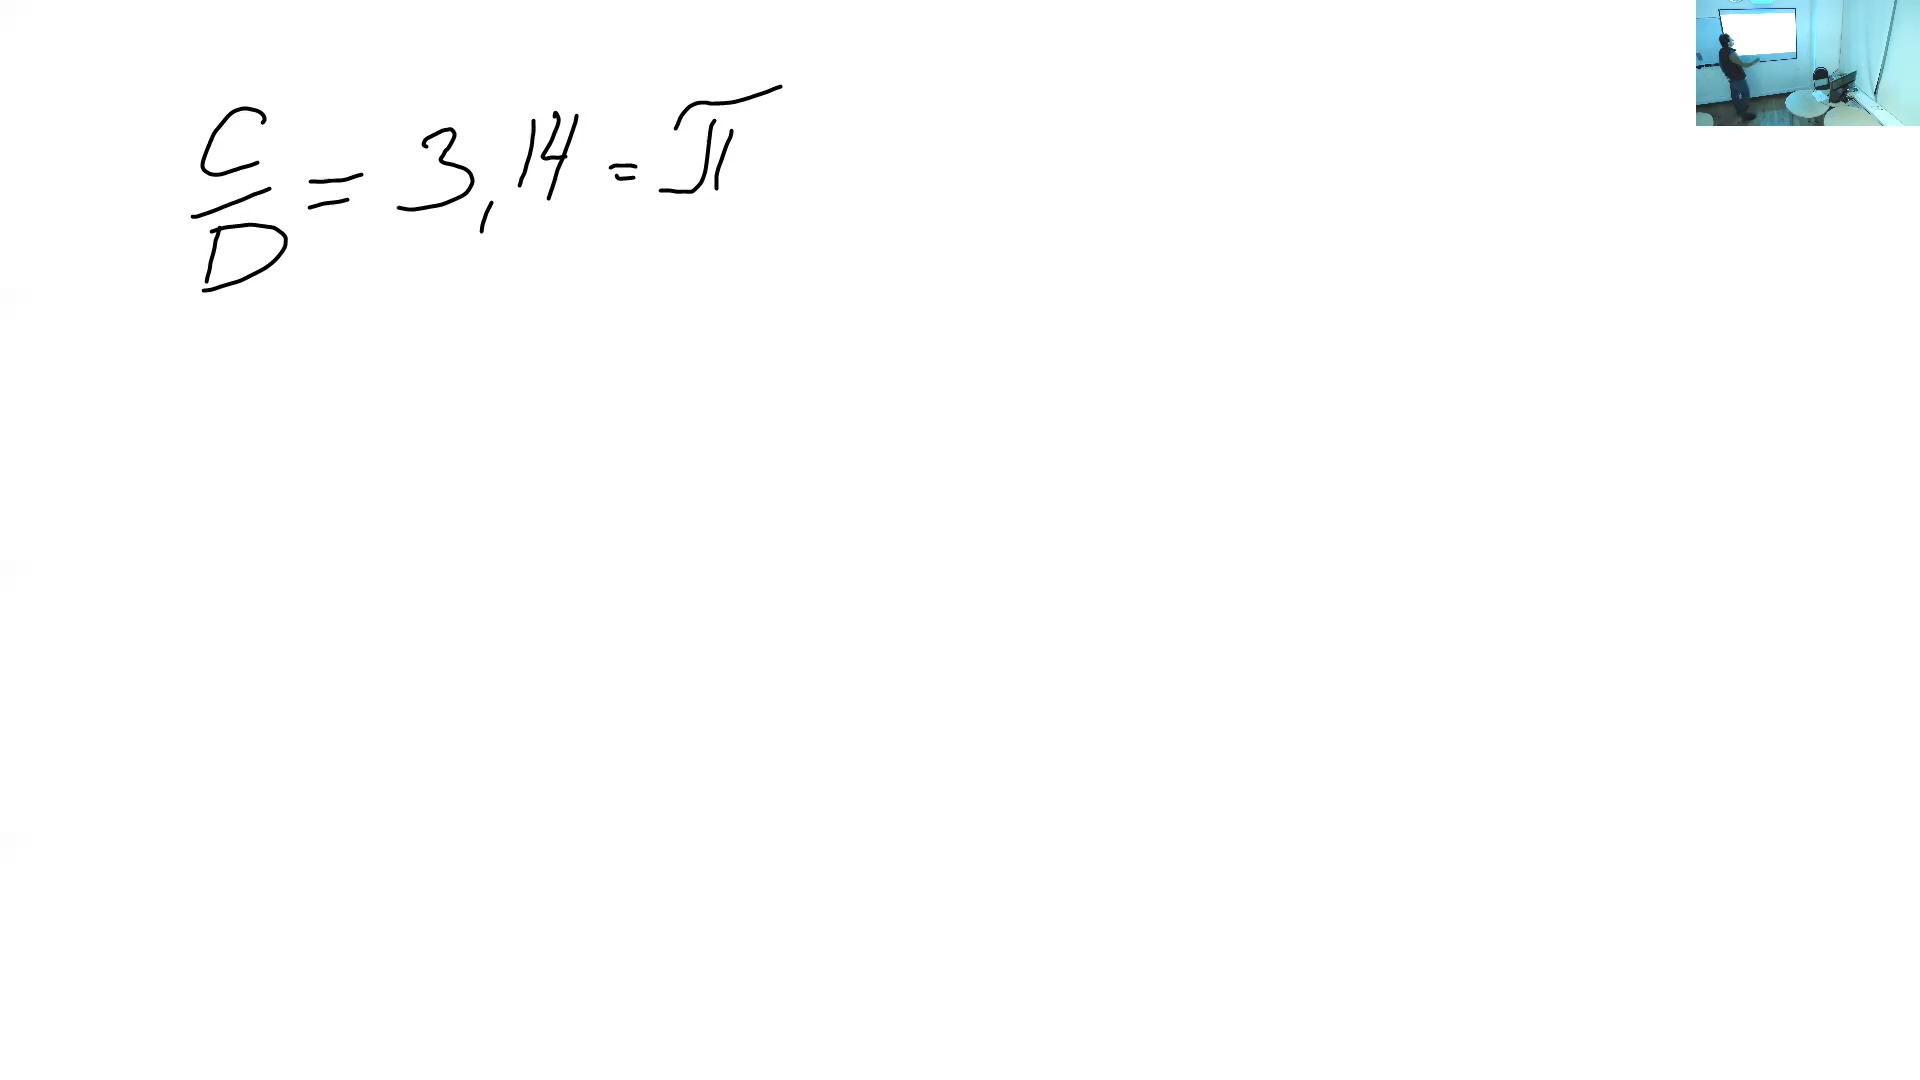 C/D = 3,14 = π